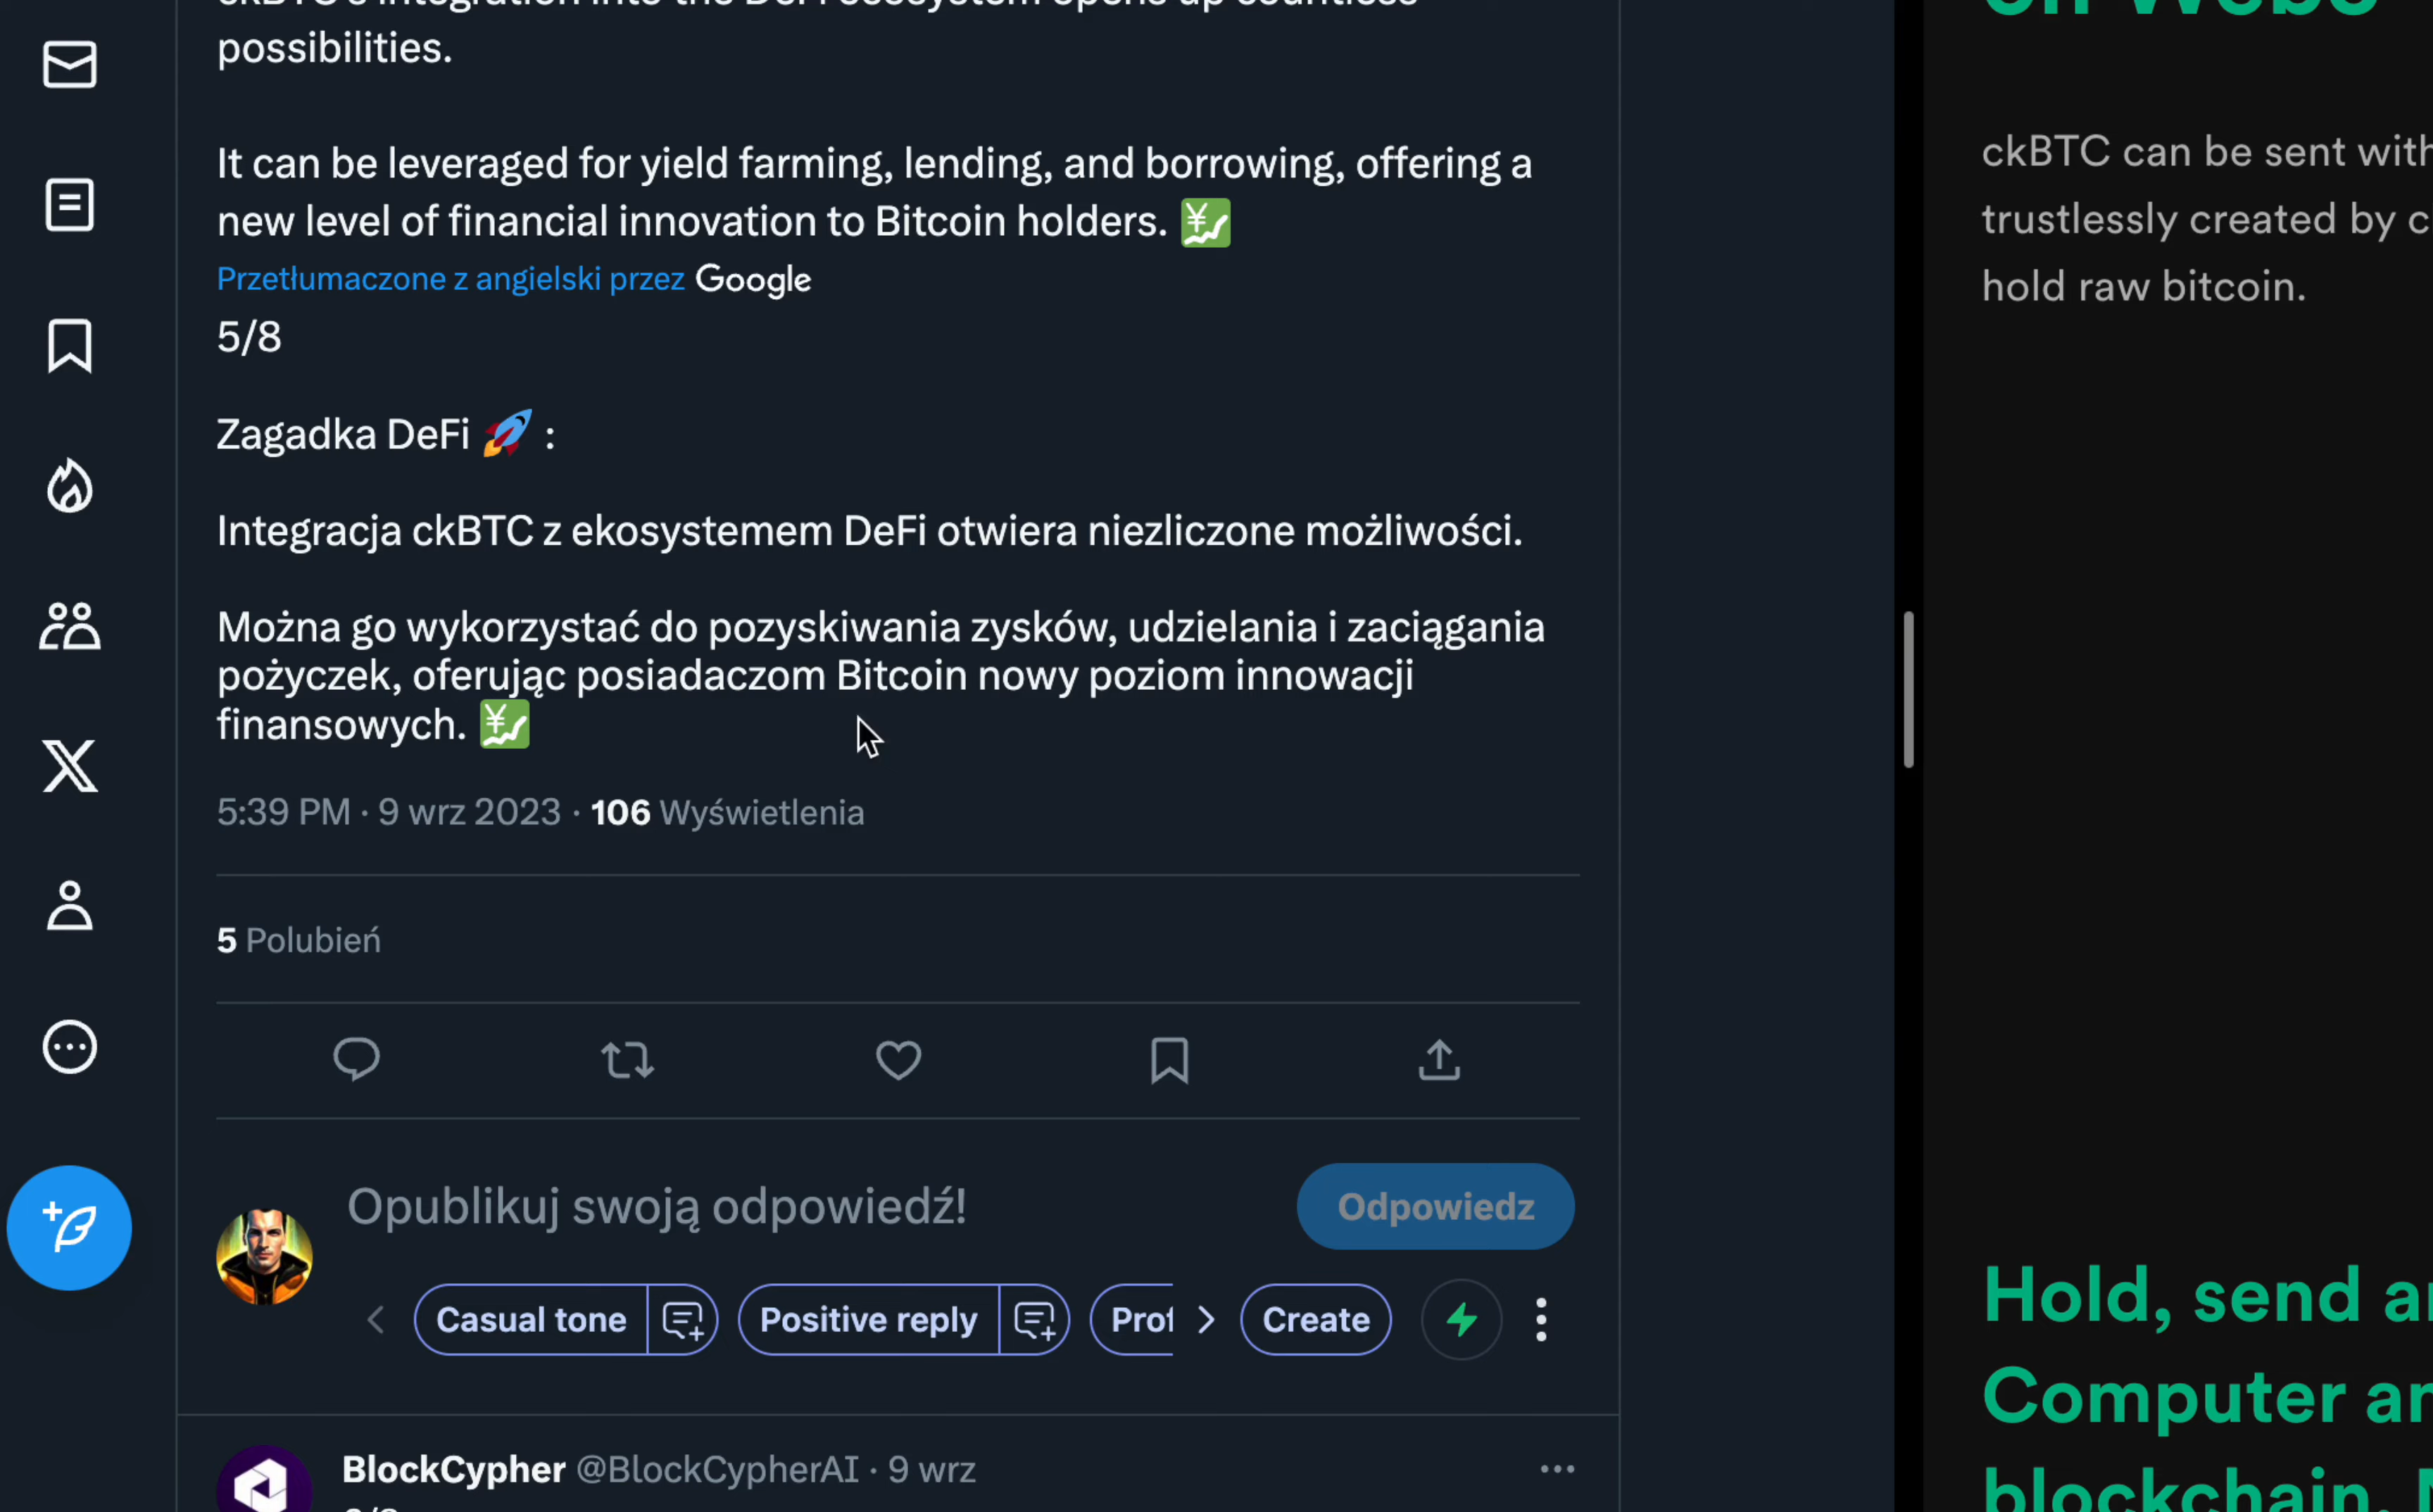 possibilities.
It can be leveraged for yield farming, lending, and borrowing, offering a
new level of financial innovation to Bitcoin holders. 💹
Przetłumaczone z angielski przez Google
5/8
Zagadka DeFi 🚀 :
Integracja ckBTC z ekosystemem DeFi otwiera niezliczone możliwości.
Można go wykorzystać do pozyskiwania zysków, udzielania i zaciągania
pożyczek, oferując posiadaczom Bitcoin nowy poziom innowacji
finansowych. 💹
5:39 PM · 9 wrz 2023 · 106 Wyświetlenia
5 Polubień
Opublikuj swoją odpowiedź!
Odpowiedz
Casual tone
Positive reply
Create
BlockCypher @BlockCypherAI · 9 wrz
ckBTC can be sent with
trustlessly created by
hold raw bitcoin.
Hold, send
Computer
blockchain.